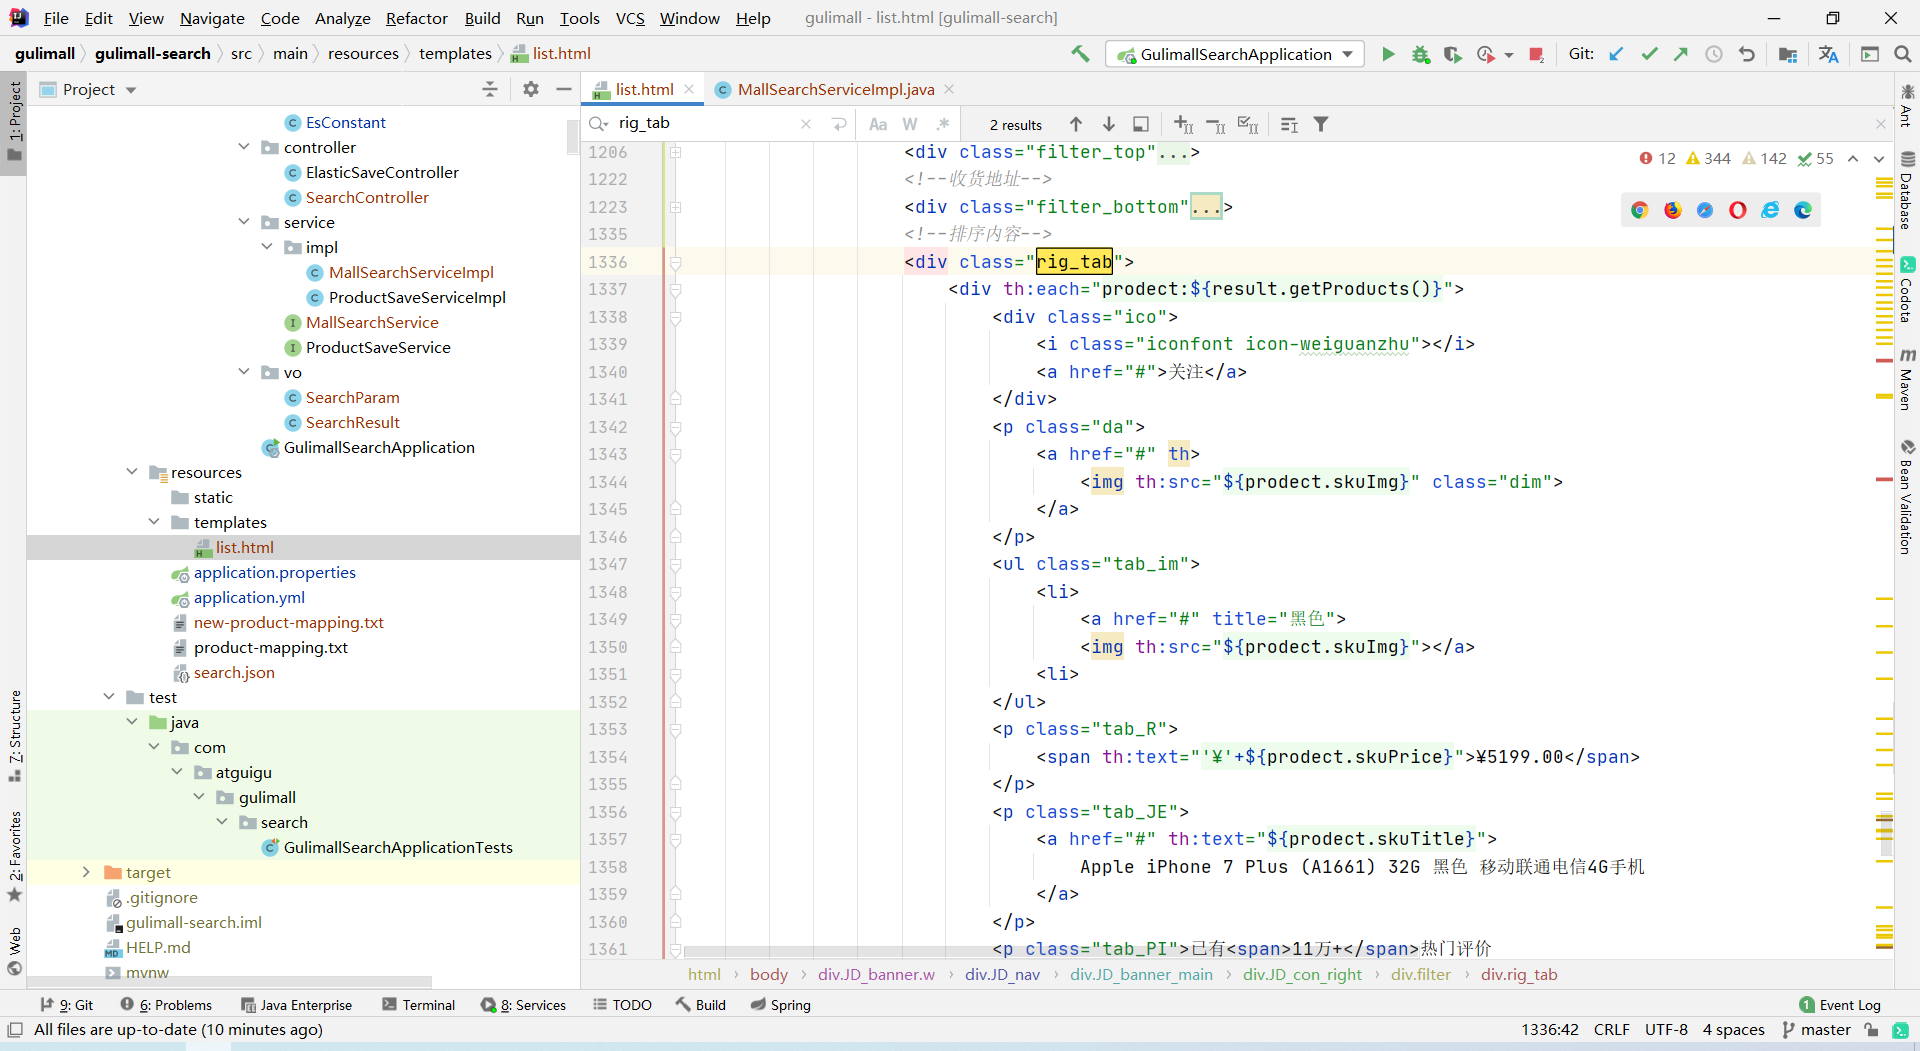 File Edit View Navigate Code Analyze Refactor Build Run Tools VCS Window Help gulimall - list.html [gulimall-search]
gulimall gulimall-search src main resources templates list.html GulimallSearchApplication Git:
1: Project
Project
EsConstant
controller
ElasticSaveController
SearchController
service
impl
MallSearchServiceImpl
ProductSaveServiceImpl
MallSearchService
ProductSaveService
vo
SearchParam
SearchResult
GulimallSearchApplication
resources
static
templates
list.html
application.properties
application.yml
new-product-mapping.txt
product-mapping.txt
search.json
test
java
com
atguigu
gulimall
search
GulimallSearchApplicationTests
target
.gitignore
gulimall-search.iml
HELP.md
mvnw
7: Structure
2: Favorites
Web
list.html MallSearchServiceImpl.java
rig_tab Aa W .* 2 results
12 344 142 55
1206 <div class="filter_top"...>
1222 <!--收货地址-->
1223 <div class="filter_bottom"...>
1335 <!--排序内容-->
1336 <div class="rig_tab">
1337 <div th:each="prodect:${result.getProducts()}">
1338 <div class="ico">
1339 <i class="iconfont icon-weiguanzhu"></i>
1340 <a href="#">关注</a>
1341 </div>
1342 <p class="da">
1343 <a href="#" th>
1344 <img th:src="${prodect.skuImg}" class="dim">
1345 </a>
1346 </p>
1347 <ul class="tab_im">
1348 <li>
1349 <a href="#" title="黑色">
1350 <img th:src="${prodect.skuImg}"></a>
1351 <li>
1352 </ul>
1353 <p class="tab_R">
1354 <span th:text="'¥'+${prodect.skuPrice}">¥5199.00</span>
1355 </p>
1356 <p class="tab_JE">
1357 <a href="#" th:text="${prodect.skuTitle}">
1358 Apple iPhone 7 Plus (A1661) 32G 黑色 移动联通电信4G手机
1359 </a>
1360 </p>
1361 <p class="tab_PI">已有<span>11万+</span>热门评价
html body div.JD_banner.w div.JD_nav div.JD_banner_main div.JD_con_right div.filter div.rig_tab
Ant
Database
Codota
Maven
Bean Validation
9: Git 6: Problems Java Enterprise Terminal 8: Services TODO Build Spring 1 Event Log
All files are up-to-date (10 minutes ago) 1336:42 CRLF UTF-8 4 spaces master